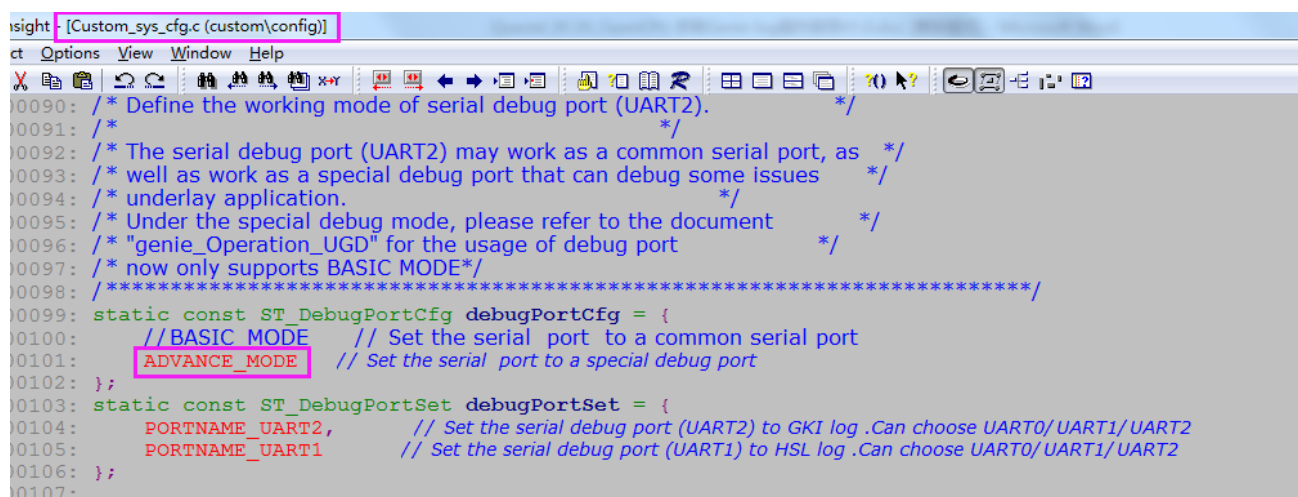 nsight - [Custom_sys_cfg.c (custom\config)]
ct Options View Window Help
00090: /* Define the working mode of serial debug port (UART2). */
00091: /* */
00092: /* The serial debug port (UART2) may work as a common serial port, as */
00093: /* well as work as a special debug port that can debug some issues */
00094: /* underlay application. */
00095: /* Under the special debug mode, please refer to the document */
00096: /* "genie_Operation_UGD" for the usage of debug port */
00097: /* now only supports BASIC MODE*/
00098: /************************************************************************/
00099: static const ST_DebugPortCfg debugPortCfg = {
00100: //BASIC_MODE // Set the serial port to a common serial port
00101: ADVANCE_MODE // Set the serial port to a special debug port
00102: };
00103: static const ST_DebugPortSet debugPortSet = {
00104: PORTNAME_UART2, // Set the serial debug port (UART2) to GKI log .Can choose UART0/UART1/UART2
00105: PORTNAME_UART1 // Set the serial debug port (UART1) to HSL log .Can choose UART0/UART1/UART2
00106: };
00107: